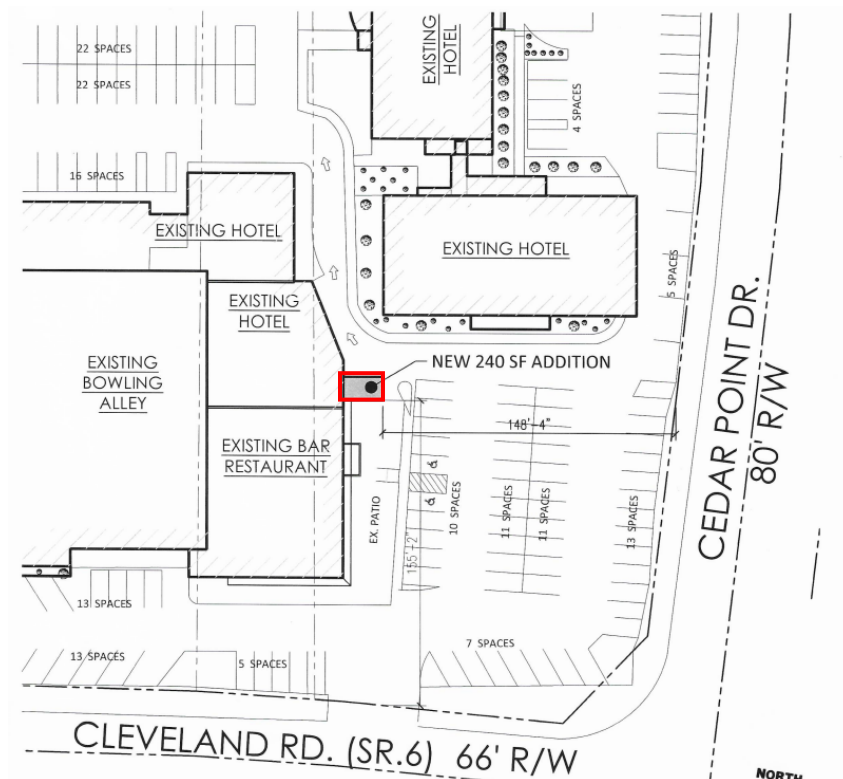 22 SPACES
22 SPACES
EXISTING
HOTEL
4 SPACES
16 SPACES
EXISTING HOTEL
EXISTING HOTEL
5 SPACES
EXISTING
HOTEL
EXISTING
BOWLING
ALLEY
NEW 240 SF ADDITION
148'-4"
CEDAR POINT DR.
80' R/W
EXISTING BAR
RESTAURANT
EX. PATIO
155'-2"
10 SPACES
11 SPACES
11 SPACES
13 SPACES
13 SPACES
13 SPACES
5 SPACES
7 SPACES
CLEVELAND RD. (SR.6) 66' R/W
NORTH